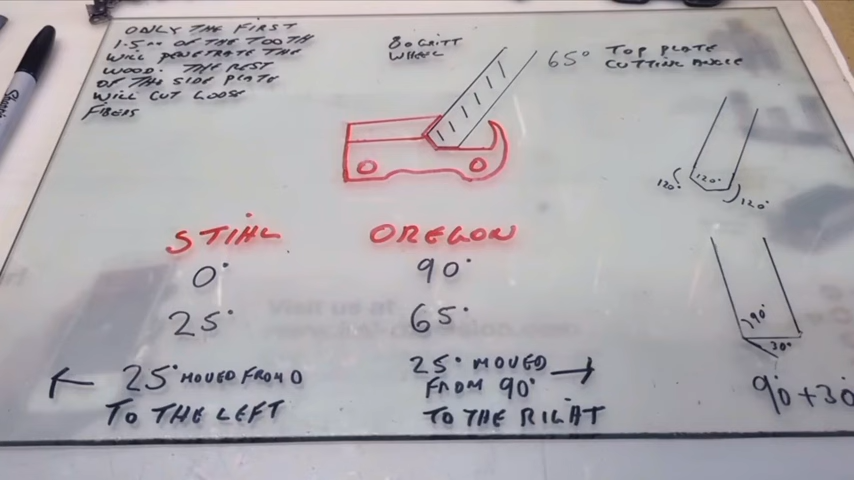 ONLY THE FIRST
1.5mm OF THE TOOTH
WILL PENETRATE THE
WOOD. THE REST
OF THE SIDE PLATE
WILL CUT LOOSE
FIBERS
80 GRITT
WHEEL
65° TOP PLATE
CUTTING ANGLE
120°
120°
120°
STIHL
OREGON
0°
90°
25°
65°
90°
30°
90+30
← 25° MOVED FROM 0
TO THE LEFT
25° MOVED →
FROM 90°
TO THE RIGHT
Visit us at